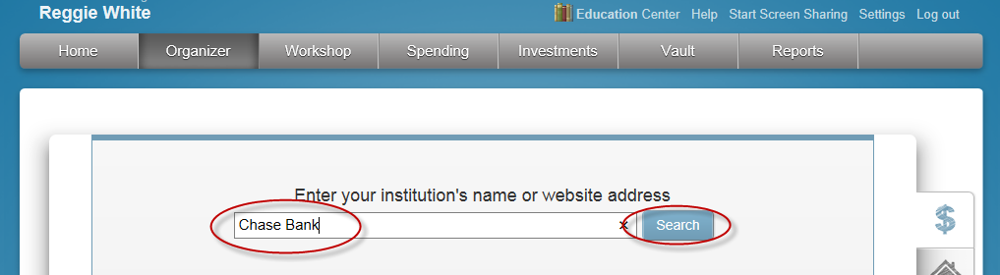 Reggie White
Education Center Help Start Screen Sharing Settings Log out
Home Organizer Workshop Spending Investments Vault Reports
Enter your institution's name or website address
Chase Bank × Search
$